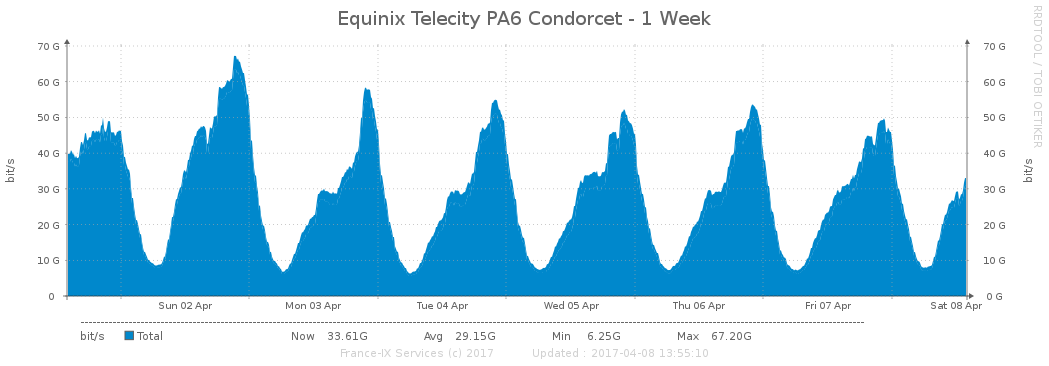 Equinix Telecity PA6 Condorcet - 1 Week
RRDTOOL / TOBI OETIKER
bit/s
70 G
60 G
50 G
40 G
30 G
20 G
10 G
0
70 G
60 G
50 G
40 G
30 G
20 G
10 G
0 G
bit/s
Sun 02 Apr Mon 03 Apr Tue 04 Apr Wed 05 Apr Thu 06 Apr Fri 07 Apr Sat 08 Apr
bit/s Total Now 33.61G Avg 29.15G Min 6.25G Max 67.20G
France-IX Services (c) 2017 Updated : 2017-04-08 13:55:10